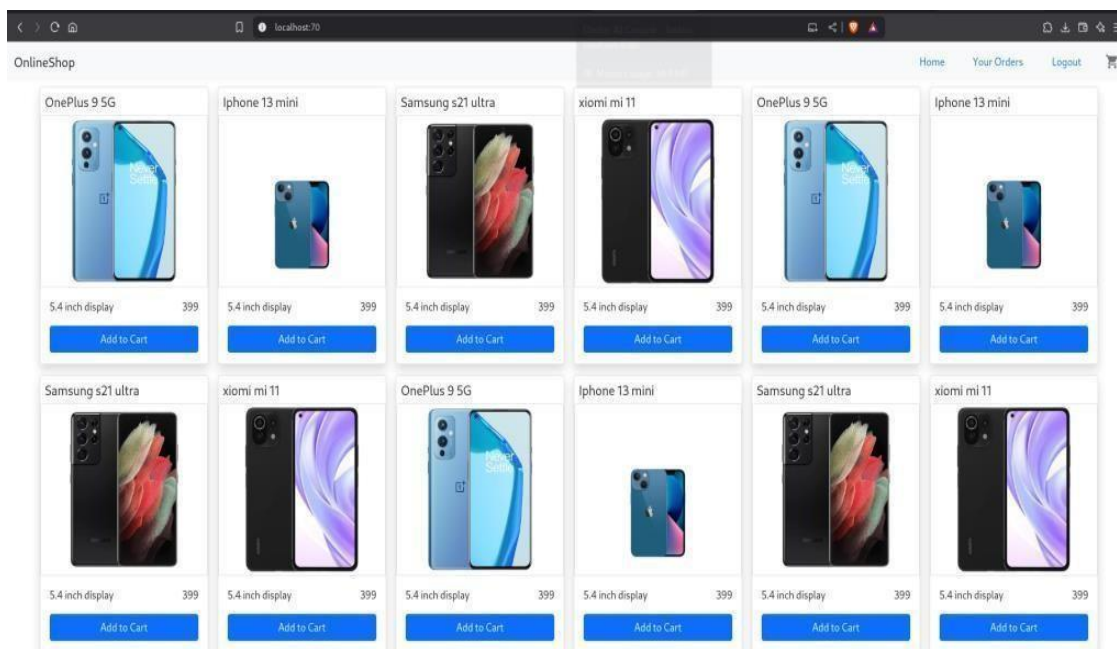 localhost:70
OnlineShop Home Your Orders Logout
OnePlus 9 5G Iphone 13 mini Samsung s21 ultra xiomi mi 11 OnePlus 9 5G Iphone 13 mini
Never Never
Settle Settle
5.4 inch display 399 5.4 inch display 399 5.4 inch display 399 5.4 inch display 399 5.4 inch display 399 5.4 inch display 399
Add to Cart Add to Cart Add to Cart Add to Cart Add to Cart Add to Cart
Samsung s21 ultra xiomi mi 11 OnePlus 9 5G Iphone 13 mini Samsung s21 ultra xiomi mi 11
Never
Settle
5.4 inch display 399 5.4 inch display 399 5.4 inch display 399 5.4 inch display 399 5.4 inch display 399 5.4 inch display 399
Add to Cart Add to Cart Add to Cart Add to Cart Add to Cart Add to Cart